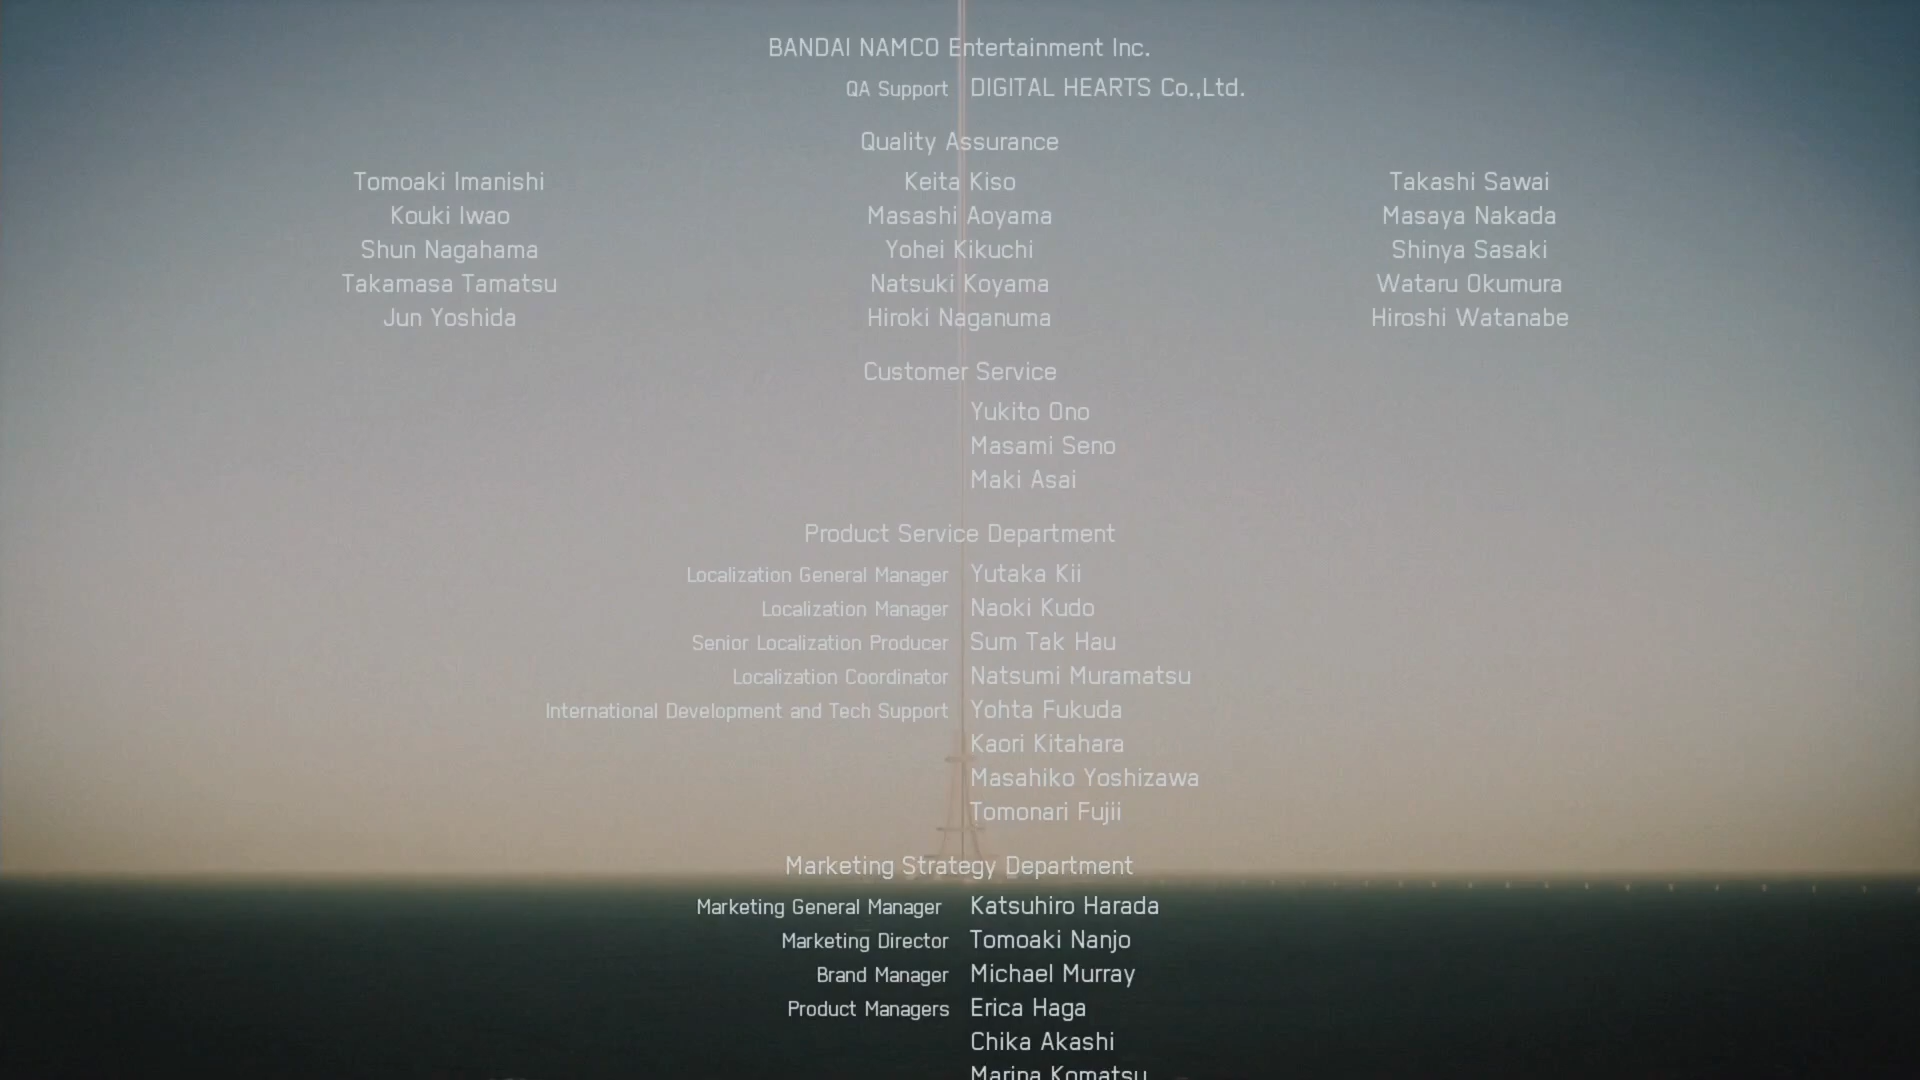 BANDAI NAMCO Entertainment Inc.
QA Support DIGITAL HEARTS Co.,Ltd.
Quality Assurance
Tomoaki Imanishi Keita Kiso Takashi Sawai
Kouki Iwao Masashi Aoyama Masaya Nakada
Shun Nagahama Yohei Kikuchi Shinya Sasaki
Takamasa Tamatsu Natsuki Koyama Wataru Okumura
Jun Yoshida Hiroki Naganuma Hiroshi Watanabe
Customer Service
Yukito Ono
Masami Seno
Maki Asai
Product Service Department
Localization General Manager Yutaka Kii
Localization Manager Naoki Kudo
Senior Localization Producer Sum Tak Hau
Localization Coordinator Natsumi Muramatsu
International Development and Tech Support Yohta Fukuda
Kaori Kitahara
Masahiko Yoshizawa
Tomonari Fujii
Marketing Strategy Department
Marketing General Manager Katsuhiro Harada
Marketing Director Tomoaki Nanjo
Brand Manager Michael Murray
Product Managers Erica Haga
Chika Akashi
Marina Komatsu